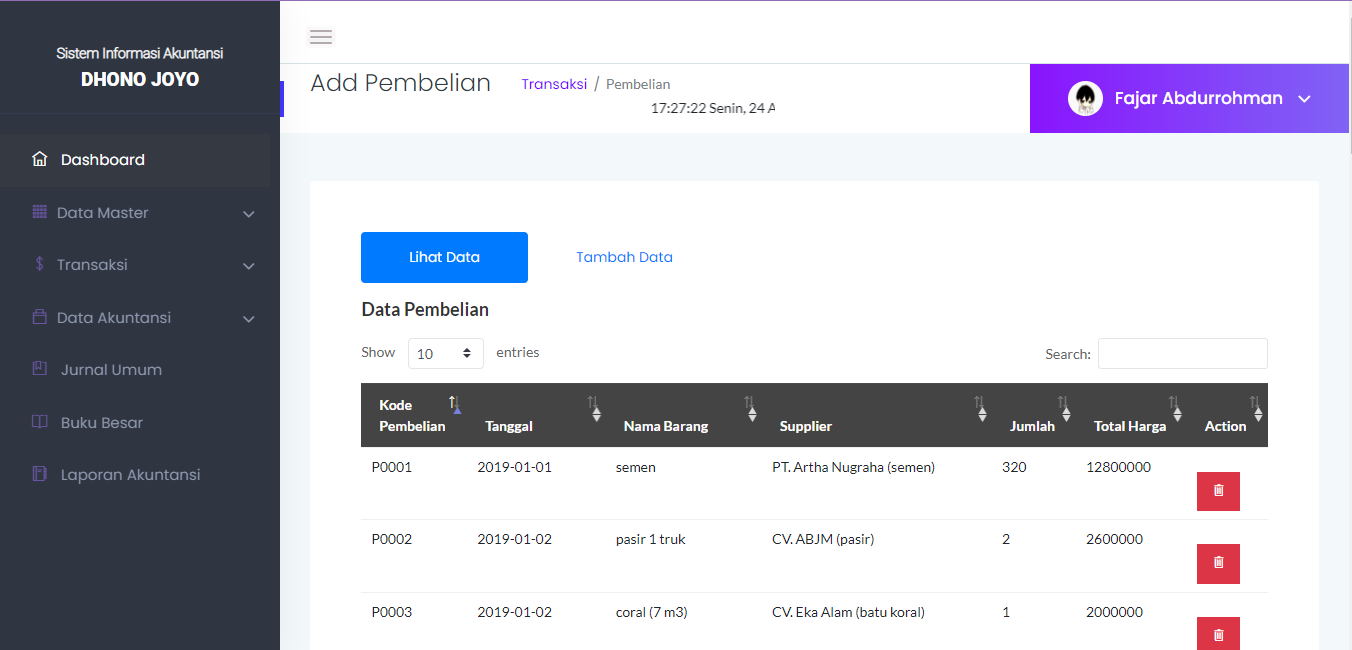 Sistem Informasi Akuntansi
DHONO JOYO
Dashboard
Data Master
Transaksi
Data Akuntansi
Jurnal Umum
Buku Besar
Laporan Akuntansi
Add Pembelian
Transaksi / Pembelian
17:27:22 Senin, 24 A
Fajar Abdurrohman
Lihat Data
Tambah Data
Data Pembelian
Show 10 entries
Search:
Kode Pembelian Tanggal Nama Barang Supplier Jumlah Total Harga Action
P0001 2019-01-01 semen PT. Artha Nugraha (semen) 320 12800000
P0002 2019-01-02 pasir 1 truk CV. ABJM (pasir) 2 2600000
P0003 2019-01-02 coral (7 m3) CV. Eka Alam (batu koral) 1 2000000